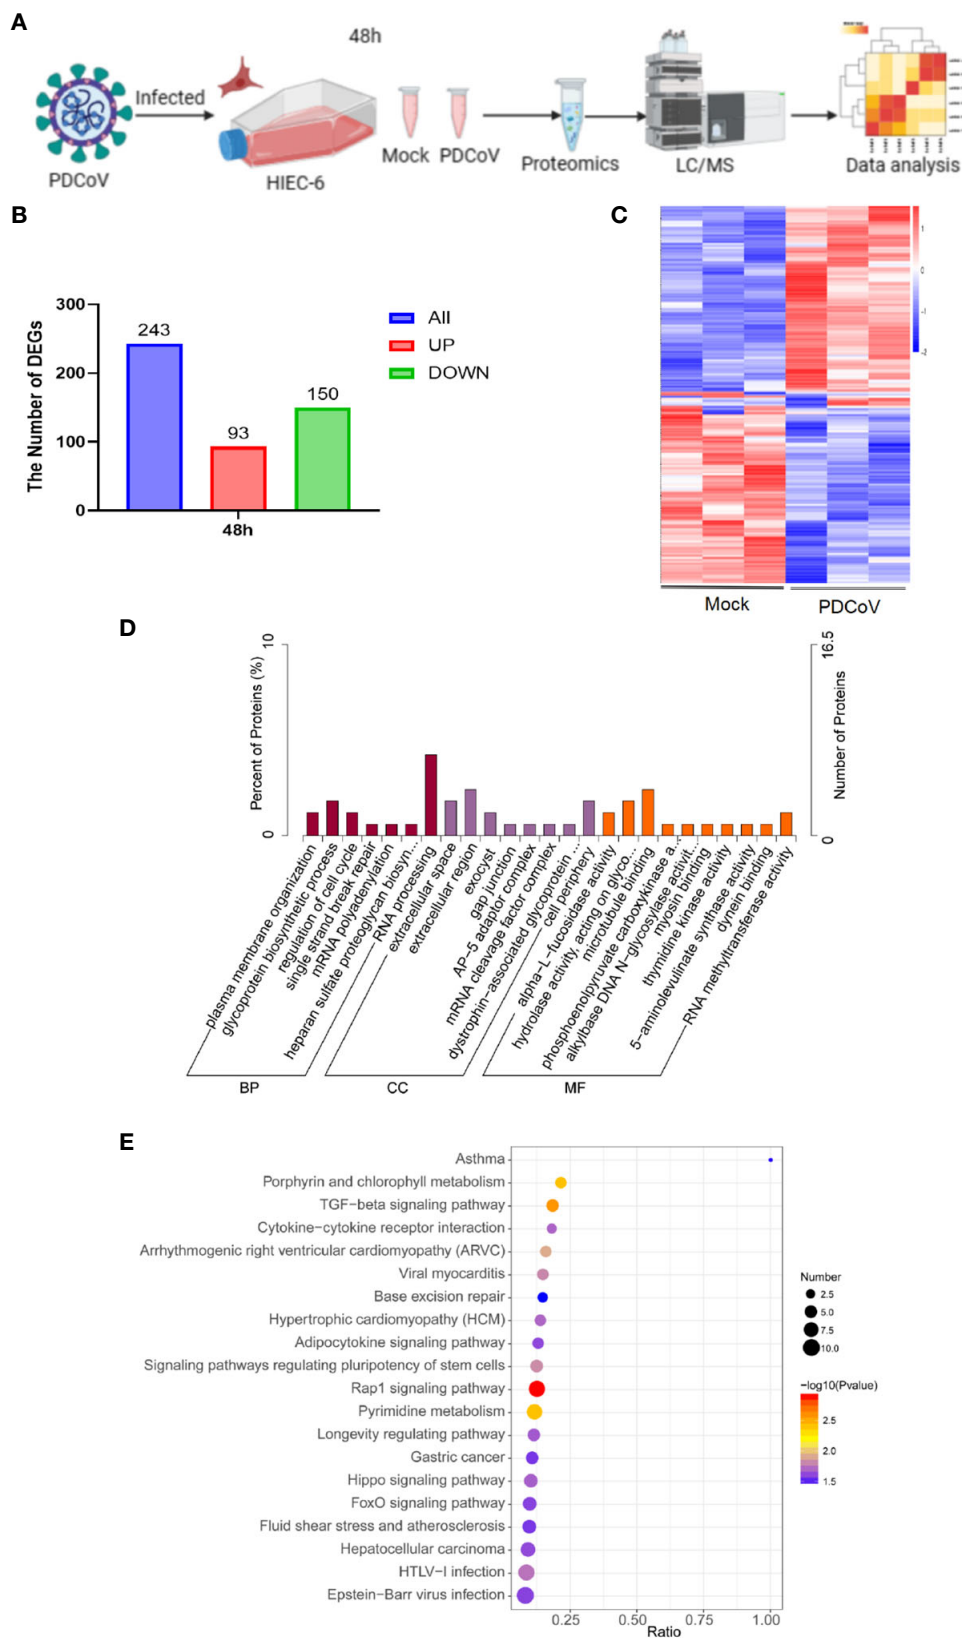 A
48h
Infected
PDCoV
HIEC-6
Mock PDCoV
Proteomics
LC/MS
Data analysis
B
The Number of DEGs
300
200
100
0
243
93
150
48h
All
UP
DOWN
C
1
0
-1
-2
Mock
PDCoV
D
Percent of Proteins (%)
10
0
16.5
0
Number of Proteins
plasma membrane organization
glycoprotein biosynthetic process
regulation of cell cycle
single strand break repair
mRNA polyadenylation
heparan sulfate proteoglycan biosyn...
RNA processing
extracellular space
extracellular region
exocyst
gap junction
AP−5 adaptor complex
mRNA cleavage factor complex
dystrophin−associated glycoprotein ...
cell periphery
alpha−L−fucosidase activity
hydrolase activity, acting on glyco...
microtubule binding
phosphoenolpyruvate carboxykinase a...
alkylbase DNA N−glycosylase activit...
myosin binding
thymidine kinase activity
5−aminolevulinate synthase activity
dynein binding
RNA methyltransferase activity
BP
CC
MF
E
Asthma
Porphyrin and chlorophyll metabolism
TGF−beta signaling pathway
Cytokine−cytokine receptor interaction
Arrhythmogenic right ventricular cardiomyopathy (ARVC)
Viral myocarditis
Base excision repair
Hypertrophic cardiomyopathy (HCM)
Adipocytokine signaling pathway
Signaling pathways regulating pluripotency of stem cells
Rap1 signaling pathway
Pyrimidine metabolism
Longevity regulating pathway
Gastric cancer
Hippo signaling pathway
FoxO signaling pathway
Fluid shear stress and atherosclerosis
Hepatocellular carcinoma
HTLV−I infection
Epstein−Barr virus infection
0.25 0.50 0.75 1.00
Ratio
Number
2.5
5.0
7.5
10.0
−log10(Pvalue)
2.5
2.0
1.5